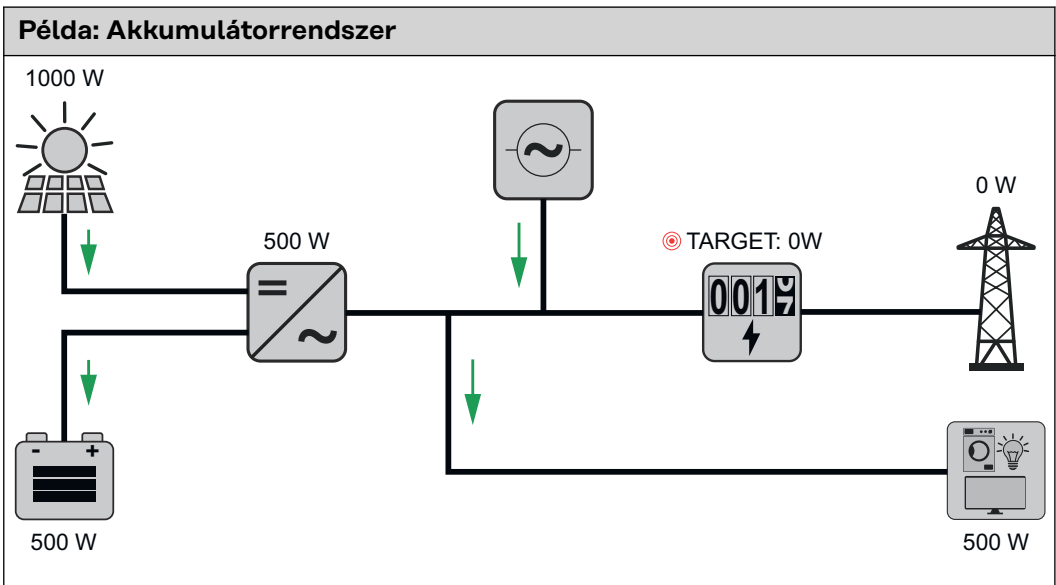 Példa: Akkumulátorrendszer
1000 W
0 W
500 W
TARGET: 0W
001
- +
500 W
500 W